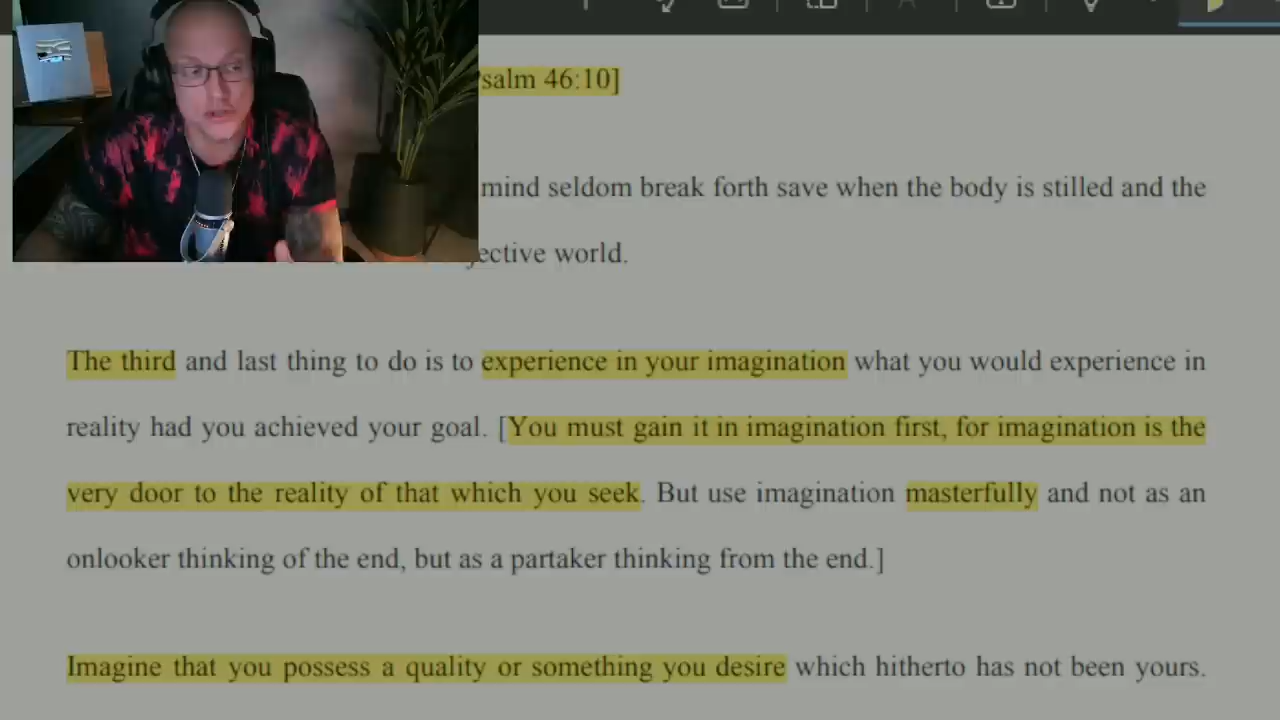 salm 46:10]
mind seldom break forth save when the body is stilled and the
ective world.
The third and last thing to do is to experience in your imagination what you would experience in
reality had you achieved your goal. [You must gain it in imagination first, for imagination is the
very door to the reality of that which you seek. But use imagination masterfully and not as an
onlooker thinking of the end, but as a partaker thinking from the end.]
Imagine that you possess a quality or something you desire which hitherto has not been yours.